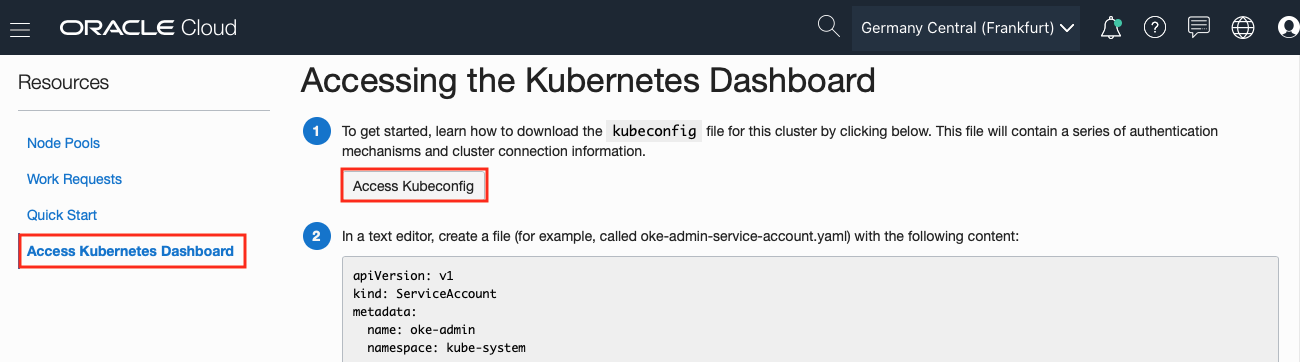 ORACLE Cloud
Germany Central (Frankfurt)
Resources
Node Pools
Work Requests
Quick Start
Access Kubernetes Dashboard
Accessing the Kubernetes Dashboard
1
To get started, learn how to download the kubeconfig file for this cluster by clicking below. This file will contain a series of authentication
mechanisms and cluster connection information.
Access Kubeconfig
2
In a text editor, create a file (for example, called oke-admin-service-account.yaml) with the following content:
apiVersion: v1
kind: ServiceAccount
metadata:
  name: oke-admin
  namespace: kube-system